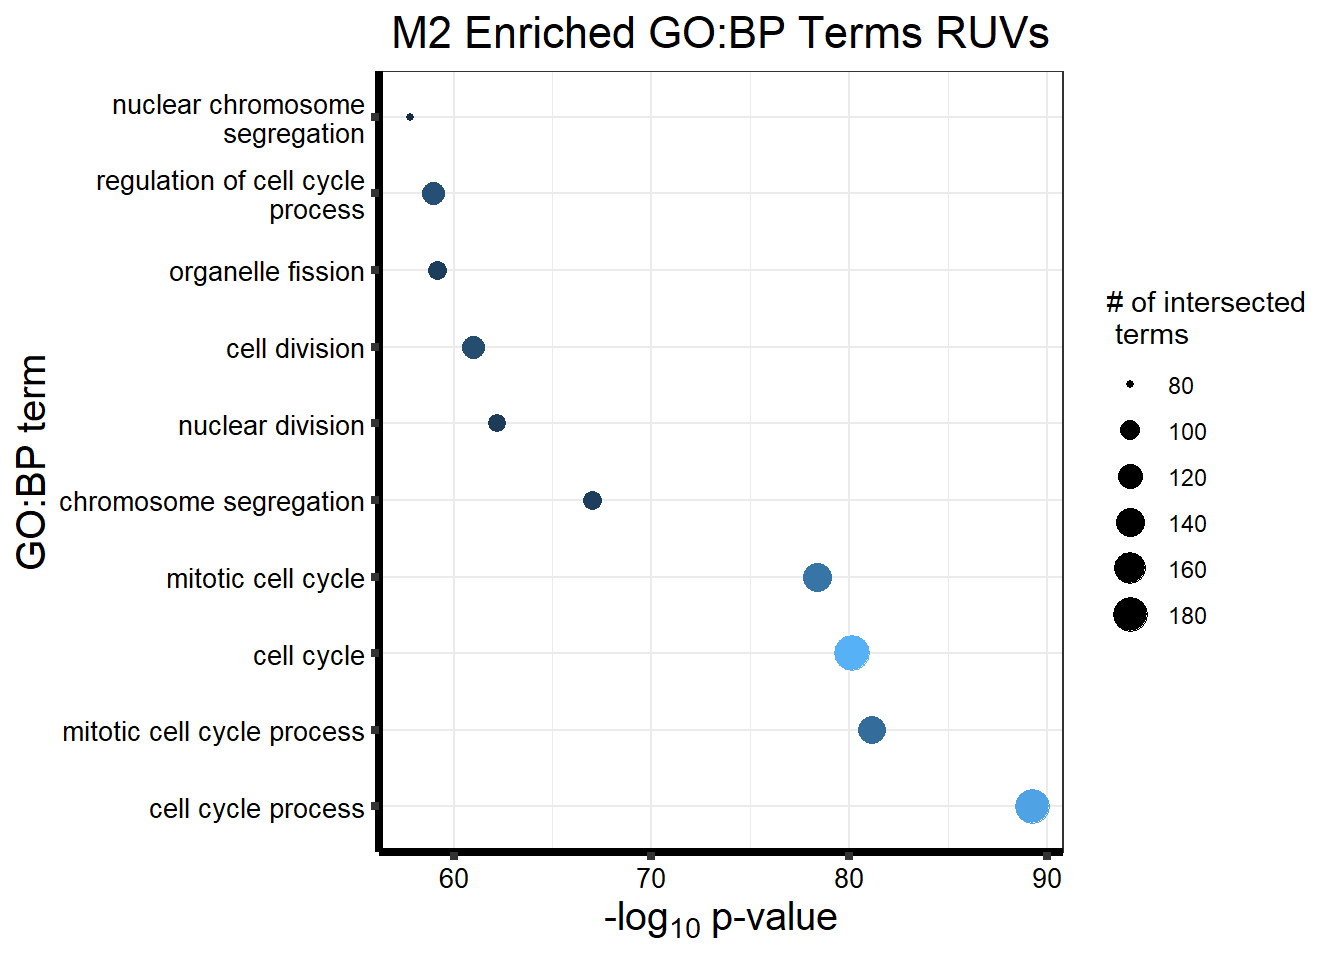 M2 Enriched GO:BP Terms RUVs
GO:BP term
nuclear chromosome
segregation
regulation of cell cycle
process
organelle fission
cell division
nuclear division
chromosome segregation
mitotic cell cycle
cell cycle
mitotic cell cycle process
cell cycle process
60 70 80 90
-log10 p-value
# of intersected
terms
80
100
120
140
160
180